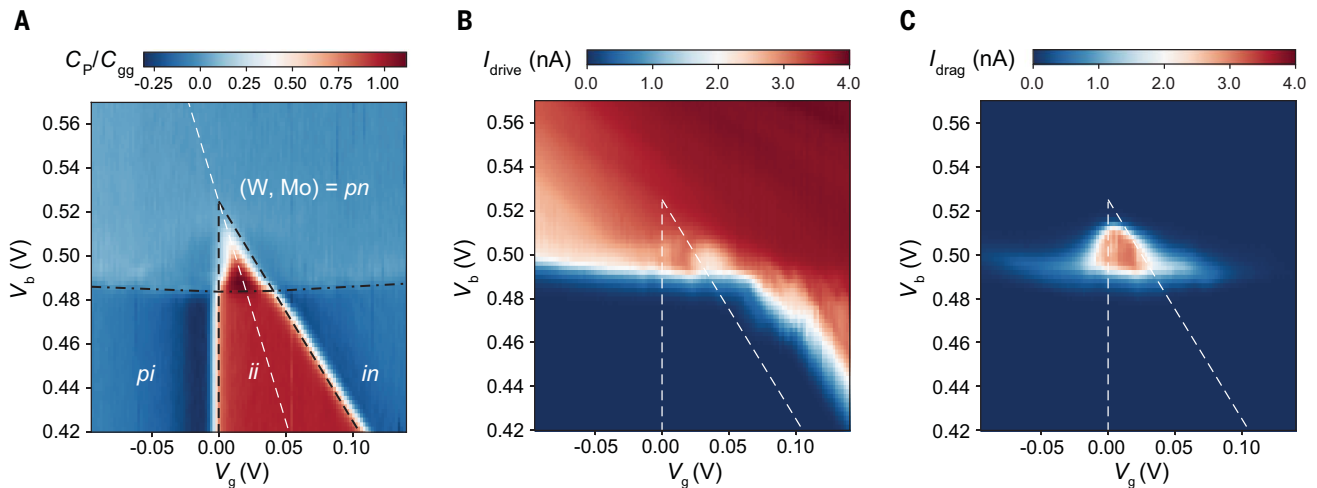 A
C_P/C_gg
-0.25 0.0 0.25 0.50 0.75 1.00
V_b (V)
0.56
0.54
0.52
0.50
0.48
0.46
0.44
0.42
(W, Mo) = pn
pi
ii
in
-0.05 0.00 0.05 0.10
V_g (V)
B
I_drive (nA)
0.0 1.0 2.0 3.0 4.0
V_b (V)
0.56
0.54
0.52
0.50
0.48
0.46
0.44
0.42
-0.05 0.00 0.05 0.10
V_g (V)
C
I_drag (nA)
0.0 1.0 2.0 3.0 4.0
V_b (V)
0.56
0.54
0.52
0.50
0.48
0.46
0.44
0.42
-0.05 0.00 0.05 0.10
V_g (V)